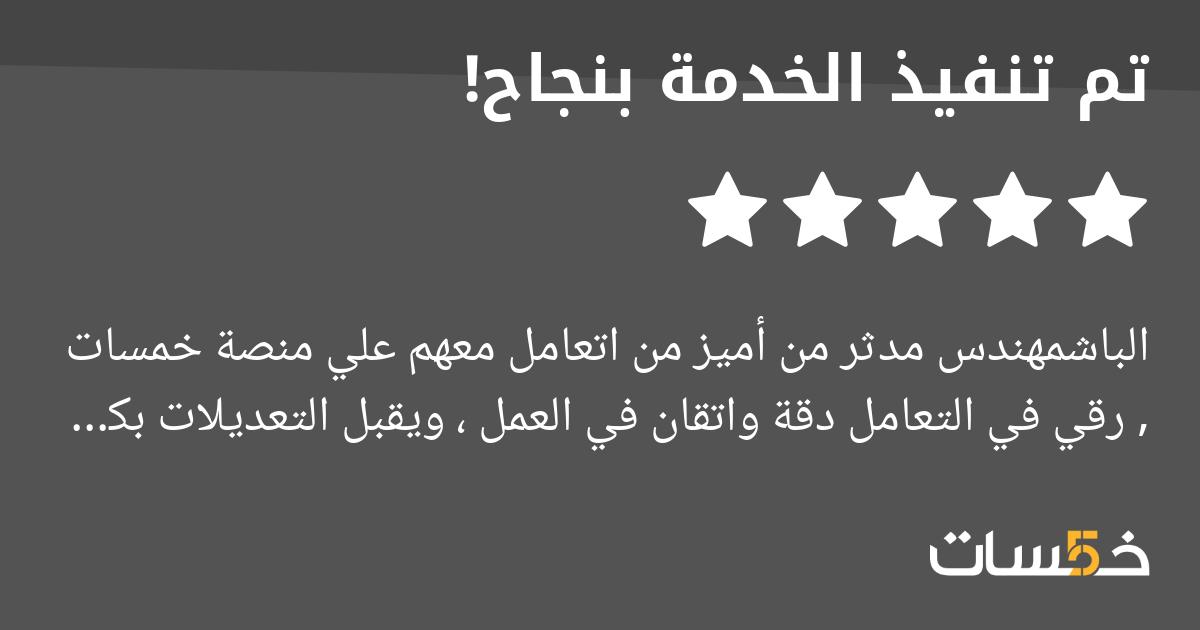 تم تنفيذ الخدمة بنجاح!
الباشمهندس مدثر من أميز من اتعامل معهم علي منصة خمسات
, رقي في التعامل دقة واتقان في العمل ، ويقبل التعديلات بكـ...
خمسات